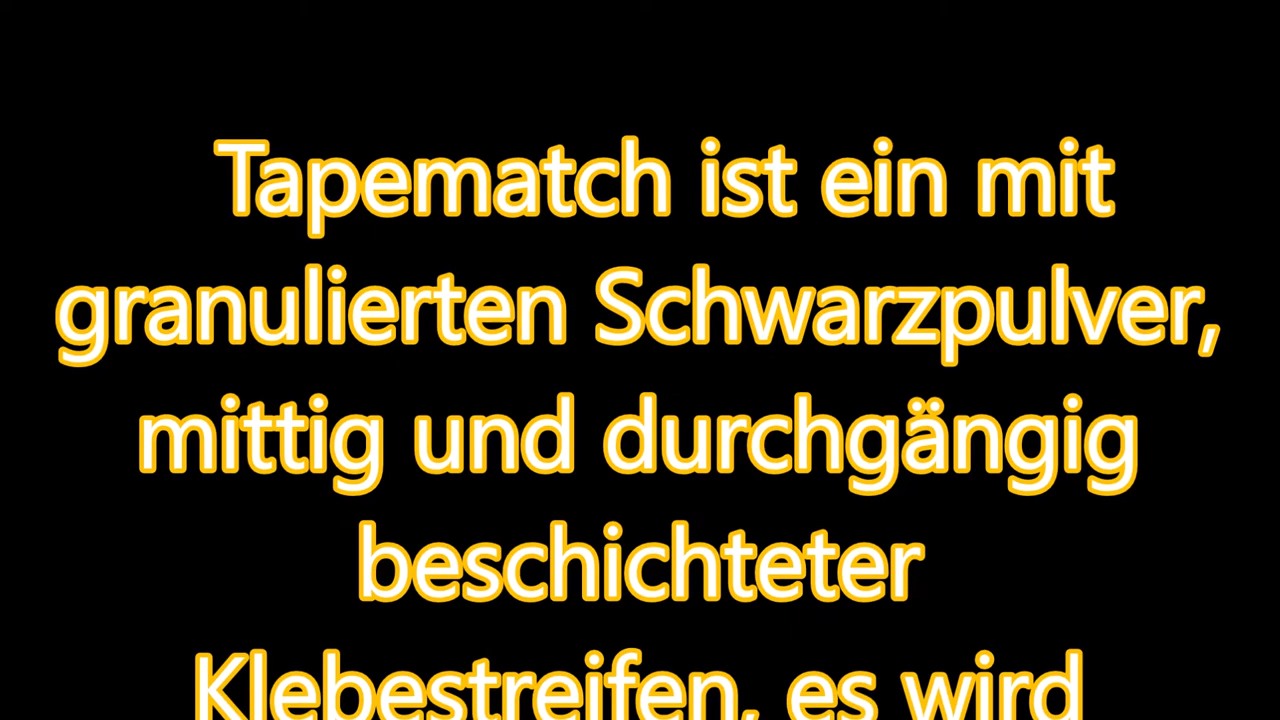 Tapematch ist ein mit
granulierten Schwarzpulver,
mittig und durchgängig
beschichteter
Klebestreifen, es wird